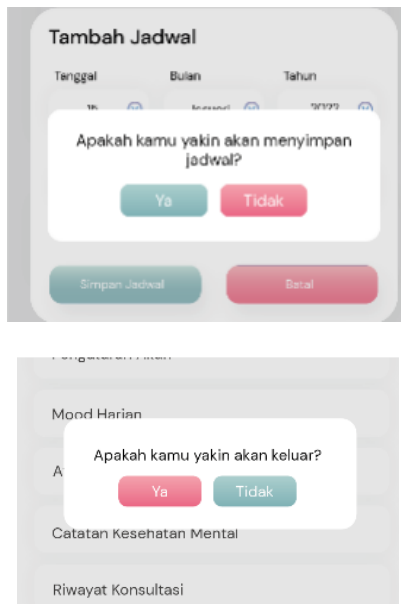 Tambah Jadwal
Tanggal Bulan Tahun
Apakah kamu yakin akan menyimpan
jadwal?
Ya Tidak
Simpan Jadwal Batal
Mood Harian
Apakah kamu yakin akan keluar?
Ya Tidak
Catatan Kesehatan Mental
Riwayat Konsultasi